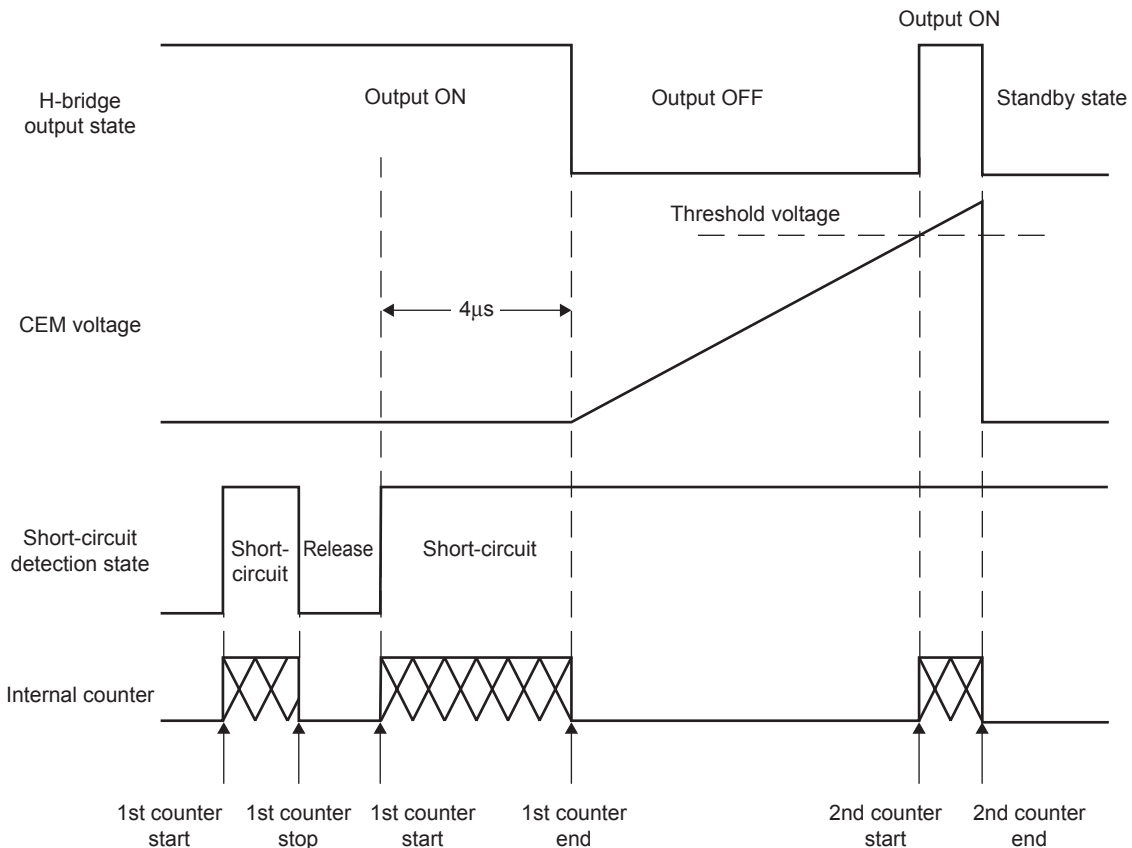 Output ON
H-bridge
output state
Output ON
Output OFF
Standby state
Threshold voltage
CEM voltage
4μs
Short-circuit
detection state
Short-
circuit
Release
Short-circuit
Internal counter
1st counter
start
1st counter
stop
1st counter
start
1st counter
end
2nd counter
start
2nd counter
end